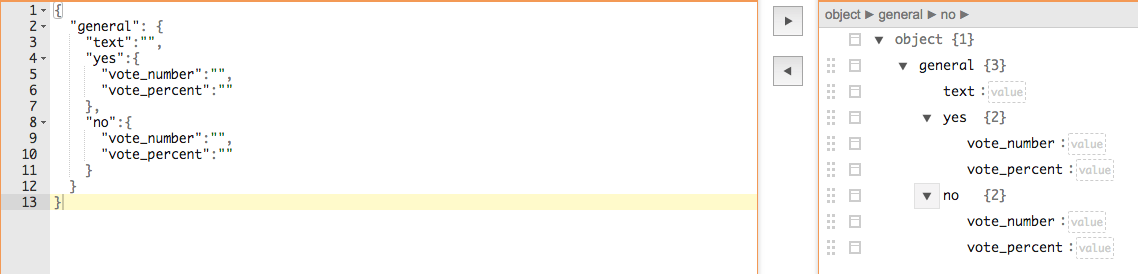 1 {
2 "general": {
3 "text":"",
4 "yes":{
5 "vote_number":"",
6 "vote_percent":""
7 },
8 "no":{
9 "vote_number":"",
10 "vote_percent":""
11 }
12 }
13 }
object ► general ► no ►
▼ object {1}
▼ general {3}
text : value
▼ yes {2}
vote_number : value
vote_percent : value
▼ no {2}
vote_number : value
vote_percent : value